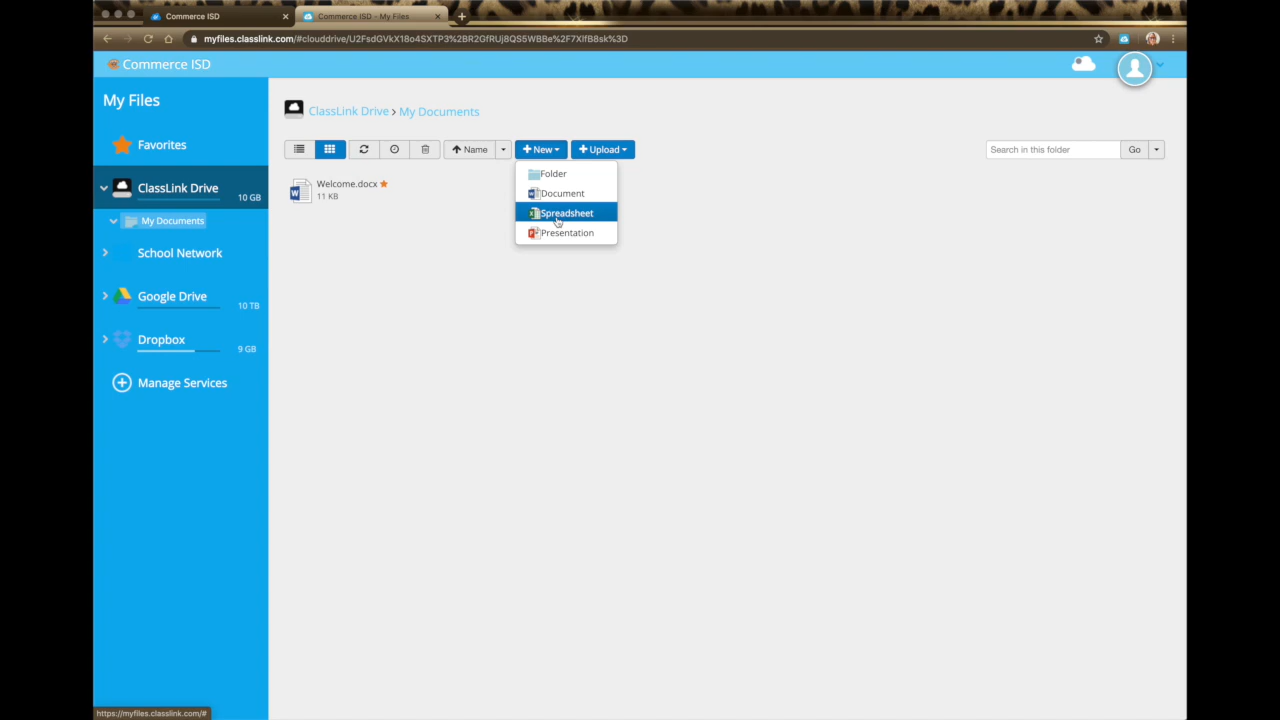 Commerce ISD
Commerce ISD - My Files
myfiles.classlink.com/#clouddrive/U2FsdGVkX18o4SXTP3%2BR2GfRUj8QS5WBBe%2F7XlfB8sk%3D
Commerce ISD
My Files
Favorites
ClassLink Drive
10 GB
My Documents
School Network
Google Drive
10 TB
Dropbox
9 GB
Manage Services
ClassLink Drive > My Documents
Name
New
Upload
Search in this folder
Go
Welcome.docx
11 KB
Folder
Document
Spreadsheet
Presentation
https://myfiles.classlink.com/#